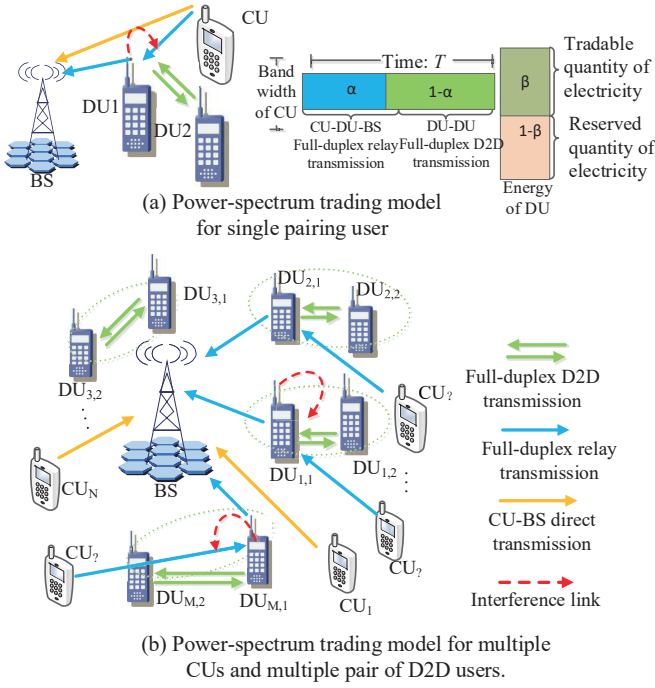 CU
DU1
DU2
BS
Time: T
Band
width
of CU
α
1-α
CU-DU-BS
Full-duplex relay
transmission
DU-DU
Full-duplex D2D
transmission
β
1-β
Energy
of DU
Tradable
quantity of
electricity
Reserved
quantity of
electricity
(a) Power-spectrum trading model
for single pairing user
DU3,1
DU3,2
DU2,1
DU2,2
CU?
DU1,1
DU1,2
CU?
CUN
BS
CU?
DUM,2
DUM,1
CU1
Full-duplex D2D
transmission
Full-duplex relay
transmission
CU-BS direct
transmission
Interference link
(b) Power-spectrum trading model for multiple
CUs and multiple pair of D2D users.